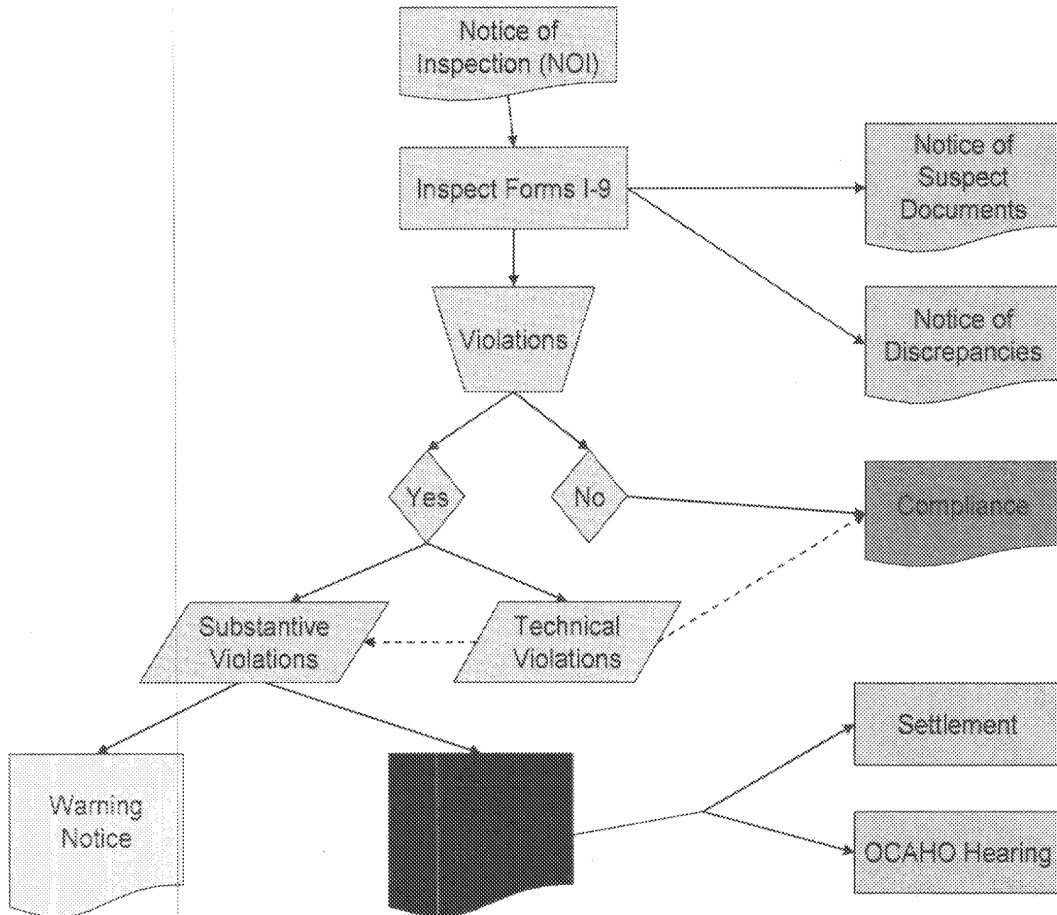 Notice of
Inspection (NOI)
Inspect Forms I-9
Notice of
Suspect
Documents
Violations
Notice of
Discrepancies
Yes
No
Compliance
Substantive
Violations
Technical
Violations
Settlement
Warning
Notice
OCAHO Hearing